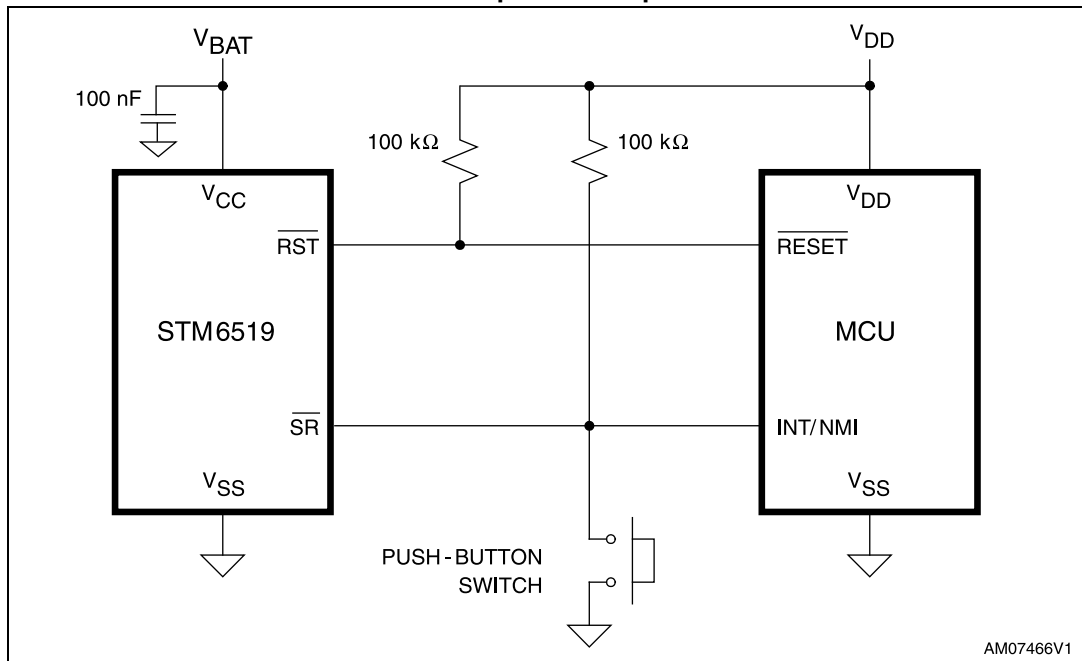 V_BAT
V_DD
100 nF
100 kΩ
100 kΩ
V_CC
V_DD
RST
RESET
STM6519
MCU
SR
INT/NMI
V_SS
V_SS
PUSH-BUTTON
SWITCH
AM07466V1